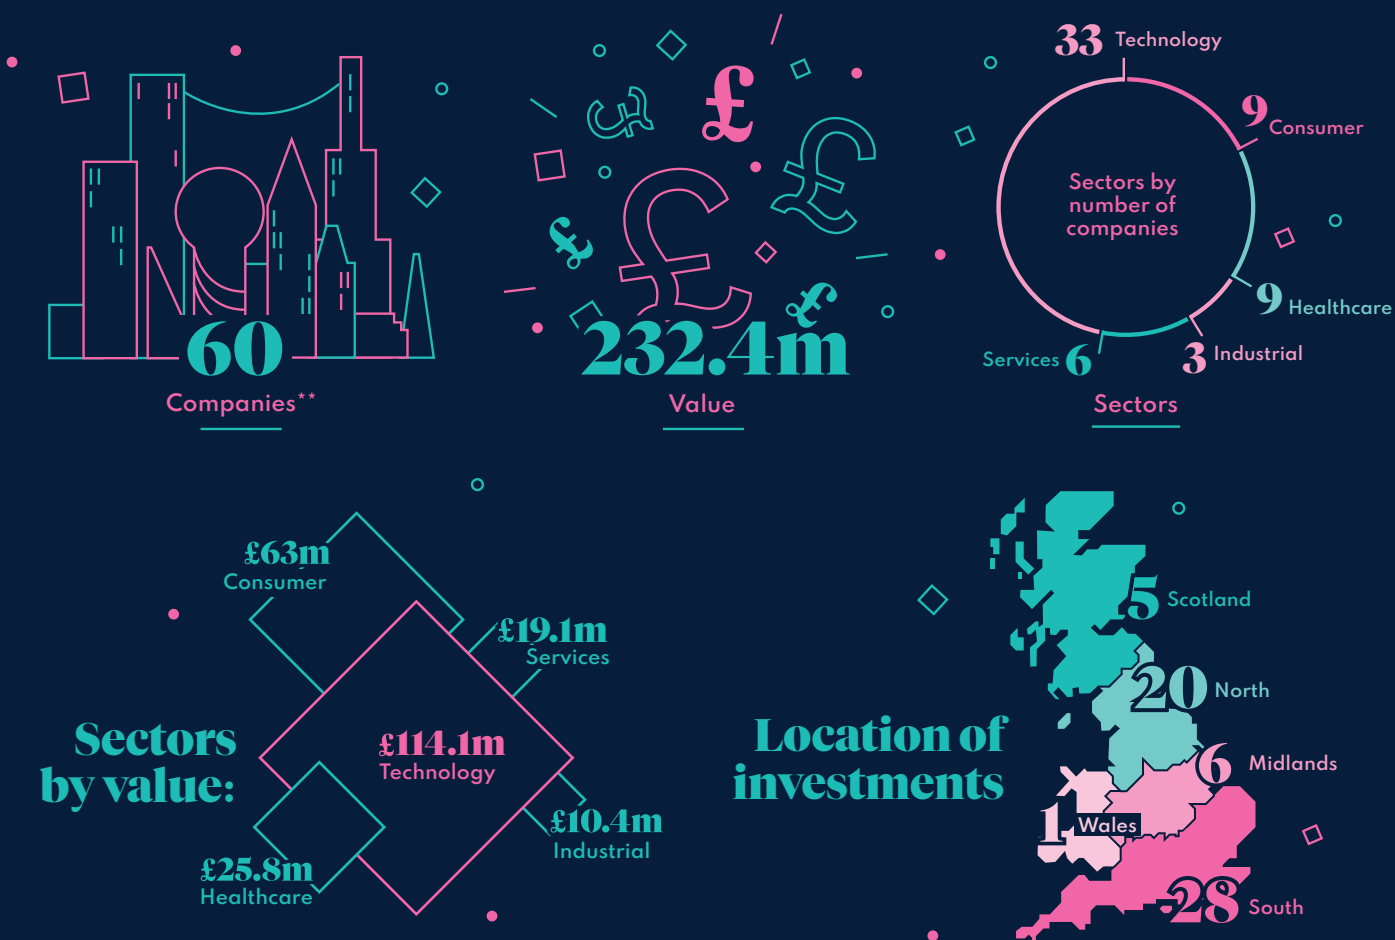 60
Companies**
£
£
£
£
£
£
232.4m
Value
33 Technology
9 Consumer
Sectors by
number of
companies
9 Healthcare
3 Industrial
Services 6
Sectors
Sectors
by value:
£63m
Consumer
£19.1m
Services
£114.1m
Technology
£10.4m
Industrial
£25.8m
Healthcare
Location of
investments
5 Scotland
20 North
6 Midlands
1 Wales
28 South